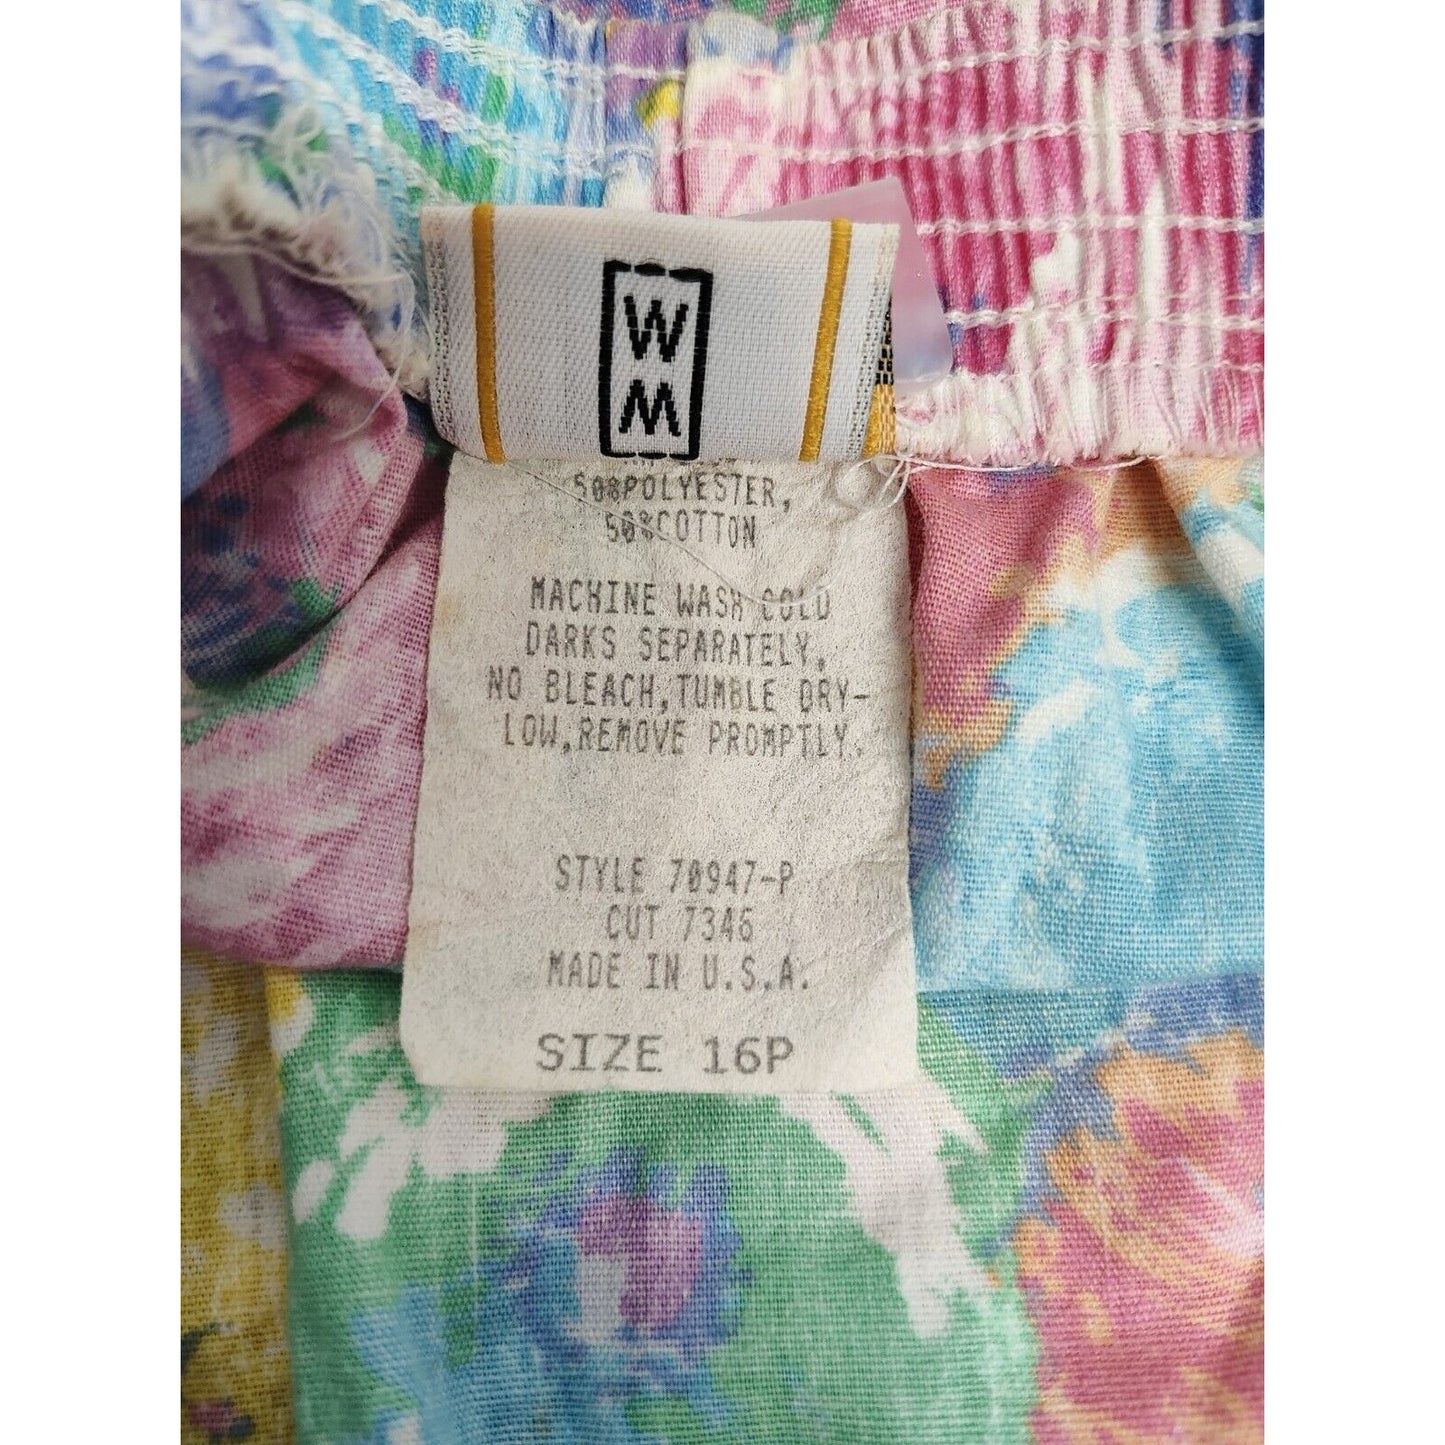 W
M
50%POLYESTER,
50%COTTON
MACHINE WASH COLD
DARKS SEPARATELY,
NO BLEACH,TUMBLE DRY-
LOW,REMOVE PROMPTLY.
STYLE 70947-P
CUT 7346
MADE IN U.S.A.
SIZE 16P